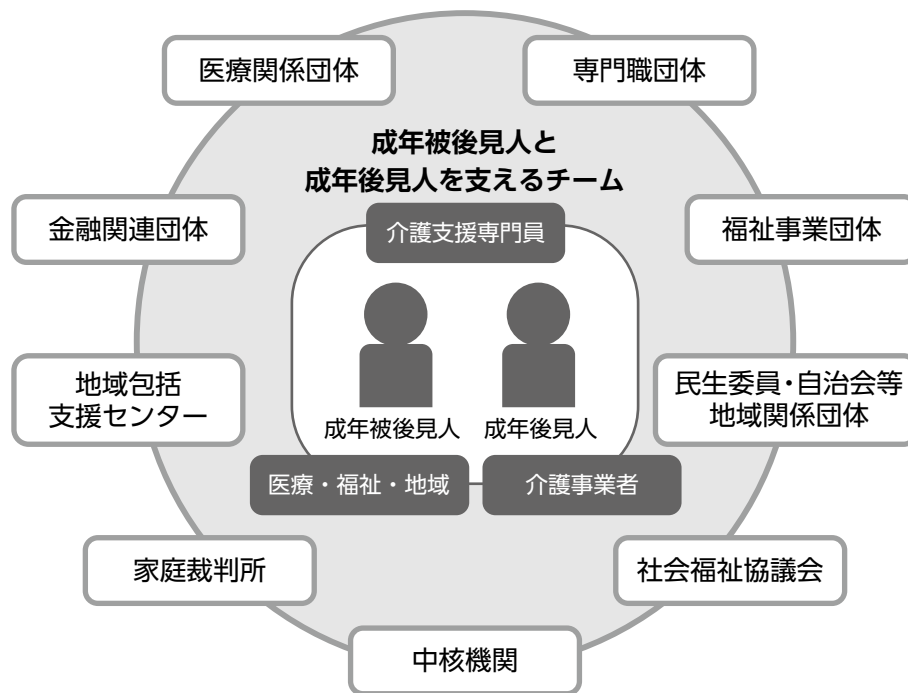 医療関係団体
専門職団体
成年被後見人と
成年後見人を支えるチーム
金融関連団体
介護支援専門員
福祉事業団体
地域包括
支援センター
民生委員・自治会等
地域関係団体
成年被後見人
成年後見人
医療・福祉・地域
介護事業者
家庭裁判所
社会福祉協議会
中核機関